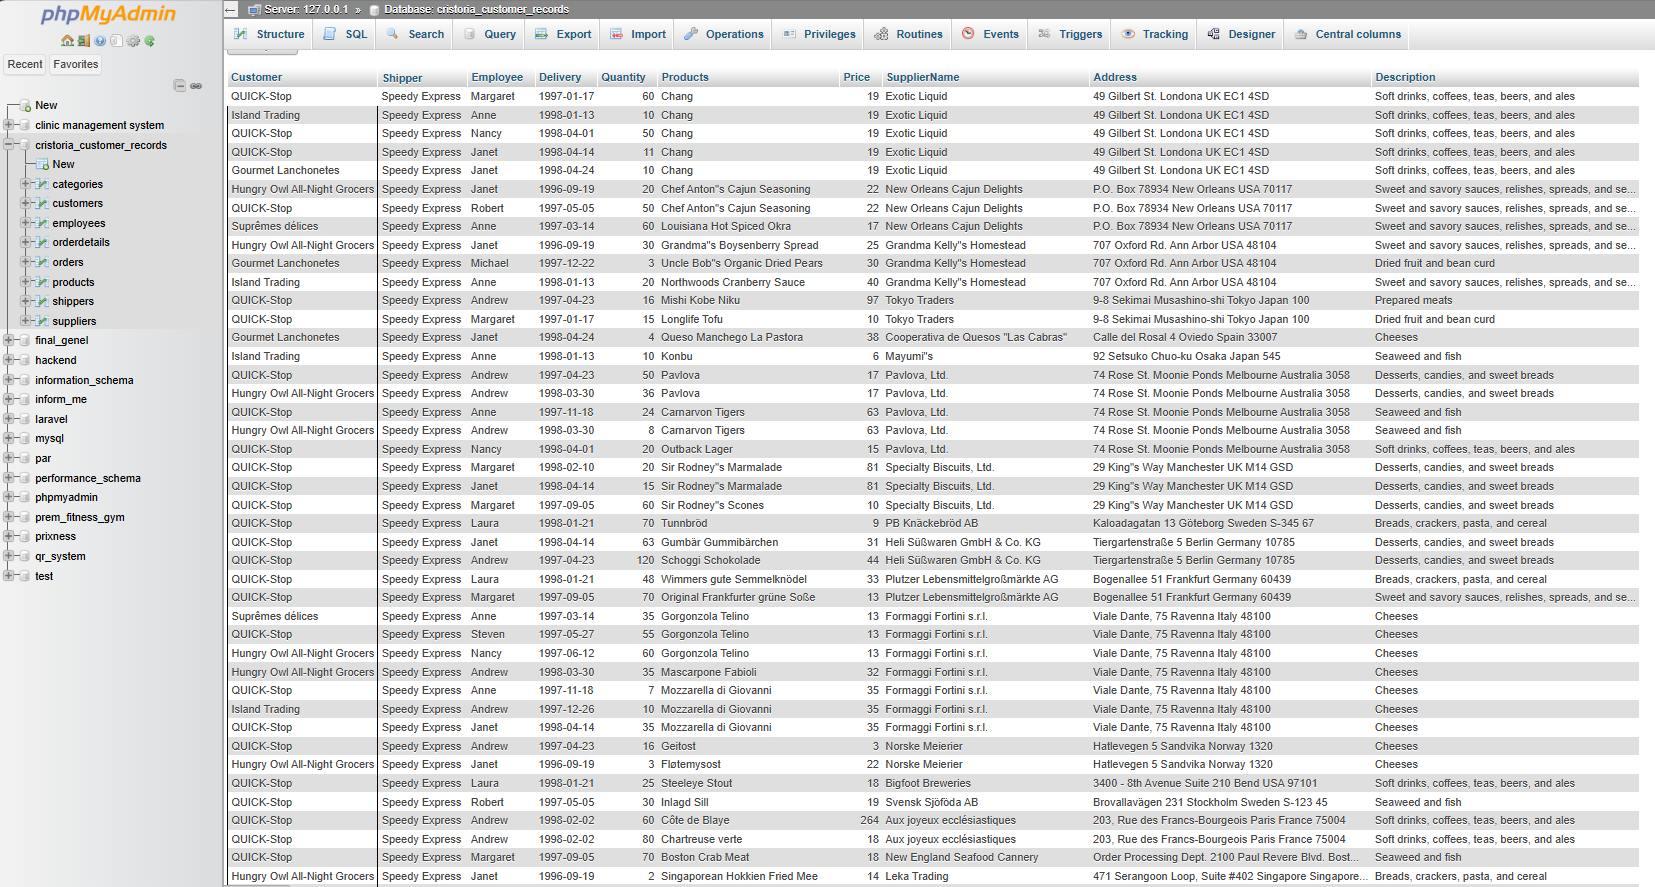 phpMyAdmin
Recent Favorites
New
clinic management system
cristoria_customer_records
New
categories
customers
employees
orderdetails
orders
products
shippers
suppliers
final_genel
hackend
information_schema
inform_me
laravel
mysql
par
performance_schema
phpmyadmin
prem_fitness_gym
prixness
qr_system
test
Server: 127.0.0.1 » Database: cristoria_customer_records
Structure SQL Search Query Export Import Operations Privileges Routines Events Triggers Tracking Designer Central columns
Customer Shipper Employee Delivery Quantity Products Price SupplierName Address Description
QUICK-Stop Speedy Express Margaret 1997-01-17 60 Chang 19 Exotic Liquid 49 Gilbert St. Londona UK EC1 4SD Soft drinks, coffees, teas, beers, and ales
Island Trading Speedy Express Anne 1998-01-13 10 Chang 19 Exotic Liquid 49 Gilbert St. Londona UK EC1 4SD Soft drinks, coffees, teas, beers, and ales
QUICK-Stop Speedy Express Nancy 1998-04-01 50 Chang 19 Exotic Liquid 49 Gilbert St. Londona UK EC1 4SD Soft drinks, coffees, teas, beers, and ales
QUICK-Stop Speedy Express Janet 1998-04-14 11 Chang 19 Exotic Liquid 49 Gilbert St. Londona UK EC1 4SD Soft drinks, coffees, teas, beers, and ales
Gourmet Lanchonetes Speedy Express Janet 1998-04-24 10 Chang 19 Exotic Liquid 49 Gilbert St. Londona UK EC1 4SD Soft drinks, coffees, teas, beers, and ales
Hungry Owl All-Night Grocers Speedy Express Janet 1996-09-19 20 Chef Anton"s Cajun Seasoning 22 New Orleans Cajun Delights P.O. Box 78934 New Orleans USA 70117 Sweet and savory sauces, relishes, spreads, and se...
QUICK-Stop Speedy Express Robert 1997-05-05 50 Chef Anton"s Cajun Seasoning 22 New Orleans Cajun Delights P.O. Box 78934 New Orleans USA 70117 Sweet and savory sauces, relishes, spreads, and se...
Suprêmes délices Speedy Express Anne 1997-03-14 60 Louisiana Hot Spiced Okra 17 New Orleans Cajun Delights P.O. Box 78934 New Orleans USA 70117 Sweet and savory sauces, relishes, spreads, and se...
Hungry Owl All-Night Grocers Speedy Express Janet 1996-09-19 30 Grandma"s Boysenberry Spread 25 Grandma Kelly"s Homestead 707 Oxford Rd. Ann Arbor USA 48104 Sweet and savory sauces, relishes, spreads, and se...
Gourmet Lanchonetes Speedy Express Michael 1997-12-22 3 Uncle Bob"s Organic Dried Pears 30 Grandma Kelly"s Homestead 707 Oxford Rd. Ann Arbor USA 48104 Dried fruit and bean curd
Island Trading Speedy Express Anne 1998-01-13 20 Northwoods Cranberry Sauce 40 Grandma Kelly"s Homestead 707 Oxford Rd. Ann Arbor USA 48104 Sweet and savory sauces, relishes, spreads, and se...
QUICK-Stop Speedy Express Andrew 1997-04-23 16 Mishi Kobe Niku 97 Tokyo Traders 9-8 Sekimai Musashino-shi Tokyo Japan 100 Prepared meats
QUICK-Stop Speedy Express Margaret 1997-01-17 15 Longlife Tofu 10 Tokyo Traders 9-8 Sekimai Musashino-shi Tokyo Japan 100 Dried fruit and bean curd
Gourmet Lanchonetes Speedy Express Janet 1998-04-24 4 Queso Manchego La Pastora 38 Cooperativa de Quesos "Las Cabras" Calle del Rosal 4 Oviedo Spain 33007 Cheeses
Island Trading Speedy Express Anne 1998-01-13 10 Konbu 6 Mayumi"s 92 Setsuko Chuo-ku Osaka Japan 545 Seaweed and fish
QUICK-Stop Speedy Express Andrew 1997-04-23 50 Pavlova 17 Pavlova, Ltd. 74 Rose St. Moonie Ponds Melbourne Australia 3058 Desserts, candies, and sweet breads
Hungry Owl All-Night Grocers Speedy Express Andrew 1998-03-30 36 Pavlova 17 Pavlova, Ltd. 74 Rose St. Moonie Ponds Melbourne Australia 3058 Desserts, candies, and sweet breads
QUICK-Stop Speedy Express Anne 1997-11-18 24 Carnarvon Tigers 63 Pavlova, Ltd. 74 Rose St. Moonie Ponds Melbourne Australia 3058 Seaweed and fish
Hungry Owl All-Night Grocers Speedy Express Andrew 1998-03-30 8 Carnarvon Tigers 63 Pavlova, Ltd. 74 Rose St. Moonie Ponds Melbourne Australia 3058 Seaweed and fish
QUICK-Stop Speedy Express Nancy 1998-04-01 20 Outback Lager 15 Pavlova, Ltd. 74 Rose St. Moonie Ponds Melbourne Australia 3058 Soft drinks, coffees, teas, beers, and ales
QUICK-Stop Speedy Express Margaret 1998-02-10 20 Sir Rodney"s Marmalade 81 Specialty Biscuits, Ltd. 29 King"s Way Manchester UK M14 GSD Desserts, candies, and sweet breads
QUICK-Stop Speedy Express Janet 1998-04-14 15 Sir Rodney"s Marmalade 81 Specialty Biscuits, Ltd. 29 King"s Way Manchester UK M14 GSD Desserts, candies, and sweet breads
QUICK-Stop Speedy Express Margaret 1997-09-05 60 Sir Rodney"s Scones 10 Specialty Biscuits, Ltd. 29 King"s Way Manchester UK M14 GSD Desserts, candies, and sweet breads
QUICK-Stop Speedy Express Laura 1998-01-21 70 Tunnbröd 9 PB Knäckebröd AB Kaloadagatan 13 Göteborg Sweden S-345 67 Breads, crackers, pasta, and cereal
QUICK-Stop Speedy Express Janet 1998-04-14 63 Gumbär Gummibärchen 31 Heli Süßwaren GmbH & Co. KG Tiergartenstraße 5 Berlin Germany 10785 Desserts, candies, and sweet breads
QUICK-Stop Speedy Express Andrew 1997-04-23 120 Schoggi Schokolade 44 Heli Süßwaren GmbH & Co. KG Tiergartenstraße 5 Berlin Germany 10785 Desserts, candies, and sweet breads
QUICK-Stop Speedy Express Laura 1998-01-21 48 Wimmers gute Semmelknödel 33 Plutzer Lebensmittelgroßmärkte AG Bogenallee 51 Frankfurt Germany 60439 Breads, crackers, pasta, and cereal
QUICK-Stop Speedy Express Margaret 1997-09-05 70 Original Frankfurter grüne Soße 13 Plutzer Lebensmittelgroßmärkte AG Bogenallee 51 Frankfurt Germany 60439 Sweet and savory sauces, relishes, spreads, and se...
Suprêmes délices Speedy Express Anne 1997-03-14 35 Gorgonzola Telino 13 Formaggi Fortini s.r.l. Viale Dante, 75 Ravenna Italy 48100 Cheeses
QUICK-Stop Speedy Express Steven 1997-05-27 55 Gorgonzola Telino 13 Formaggi Fortini s.r.l. Viale Dante, 75 Ravenna Italy 48100 Cheeses
Hungry Owl All-Night Grocers Speedy Express Nancy 1997-06-12 60 Gorgonzola Telino 13 Formaggi Fortini s.r.l. Viale Dante, 75 Ravenna Italy 48100 Cheeses
Hungry Owl All-Night Grocers Speedy Express Andrew 1998-03-30 35 Mascarpone Fabioli 32 Formaggi Fortini s.r.l. Viale Dante, 75 Ravenna Italy 48100 Cheeses
QUICK-Stop Speedy Express Anne 1997-11-18 7 Mozzarella di Giovanni 35 Formaggi Fortini s.r.l. Viale Dante, 75 Ravenna Italy 48100 Cheeses
Island Trading Speedy Express Andrew 1997-12-26 10 Mozzarella di Giovanni 35 Formaggi Fortini s.r.l. Viale Dante, 75 Ravenna Italy 48100 Cheeses
QUICK-Stop Speedy Express Janet 1998-04-14 35 Mozzarella di Giovanni 35 Formaggi Fortini s.r.l. Viale Dante, 75 Ravenna Italy 48100 Cheeses
QUICK-Stop Speedy Express Andrew 1997-04-23 16 Geitost 3 Norske Meierier Hatlevegen 5 Sandvika Norway 1320 Cheeses
Hungry Owl All-Night Grocers Speedy Express Janet 1996-09-19 3 Fløtemysost 22 Norske Meierier Hatlevegen 5 Sandvika Norway 1320 Cheeses
QUICK-Stop Speedy Express Laura 1998-01-21 25 Steeleye Stout 18 Bigfoot Breweries 3400 - 8th Avenue Suite 210 Bend USA 97101 Soft drinks, coffees, teas, beers, and ales
QUICK-Stop Speedy Express Robert 1997-05-05 30 Inlagd Sill 19 Svensk Sjöföda AB Brovallavägen 231 Stockholm Sweden S-123 45 Seaweed and fish
QUICK-Stop Speedy Express Andrew 1998-02-02 60 Côte de Blaye 264 Aux joyeux ecclésiastiques 203, Rue des Francs-Bourgeois Paris France 75004 Soft drinks, coffees, teas, beers, and ales
QUICK-Stop Speedy Express Andrew 1998-02-02 80 Chartreuse verte 18 Aux joyeux ecclésiastiques 203, Rue des Francs-Bourgeois Paris France 75004 Soft drinks, coffees, teas, beers, and ales
QUICK-Stop Speedy Express Margaret 1997-09-05 70 Boston Crab Meat 18 New England Seafood Cannery Order Processing Dept. 2100 Paul Revere Blvd. Bost... Seaweed and fish
Hungry Owl All-Night Grocers Speedy Express Janet 1996-09-19 2 Singaporean Hokkien Fried Mee 14 Leka Trading 471 Serangoon Loop, Suite #402 Singapore Singapore... Breads, crackers, pasta, and cereal